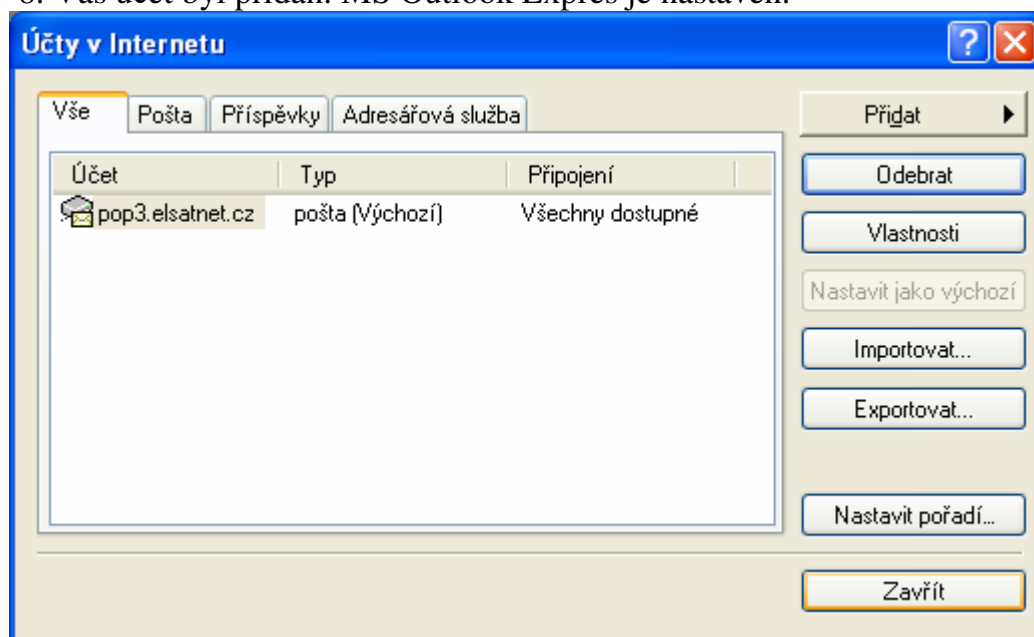 Váš účet byl přidán. MS Outlook Expres je nastaven.
Účty v Internetu
Vše Pošta Příspěvky Adresářová služba
Přidat
Účet Typ Připojení
Odebrat
pop3.elsatnet.cz pošta (Výchozí) Všechny dostupné
Vlastnosti
Nastavit jako výchozí
Importovat...
Exportovat...
Nastavit pořadí...
Zavřít